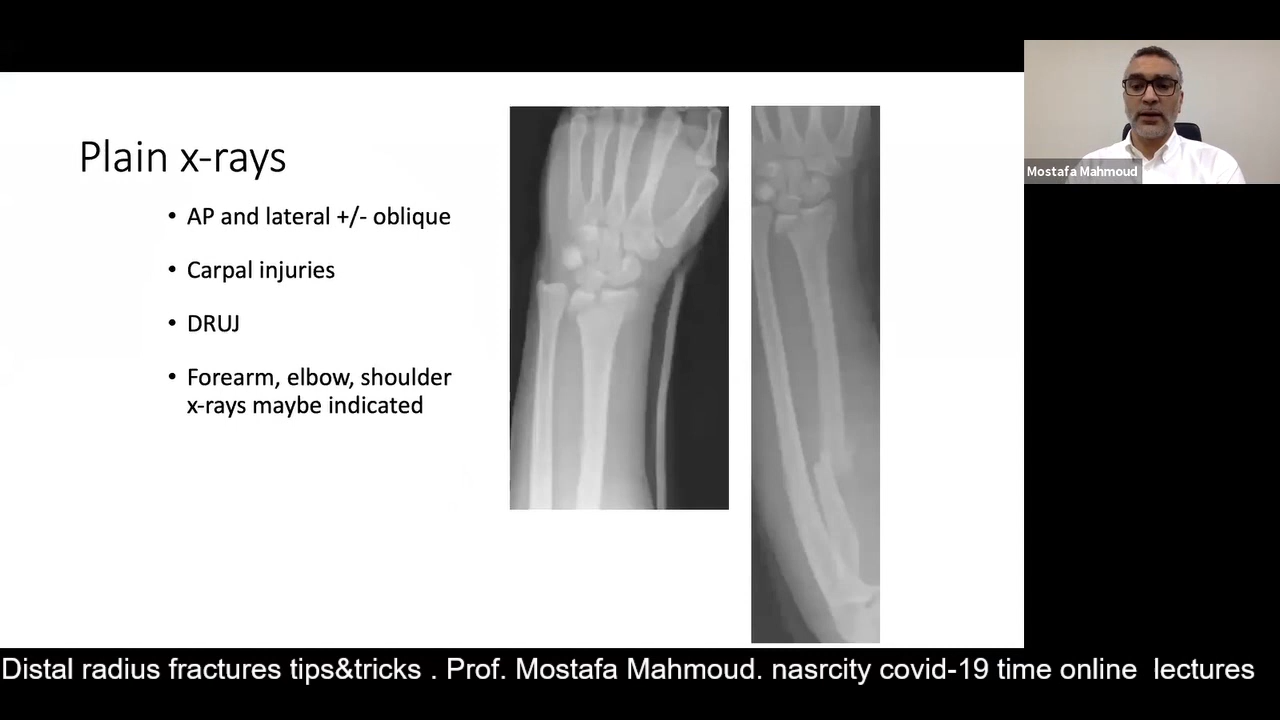 Plain x-rays
• AP and lateral +/- oblique
• Carpal injuries
• DRUJ
• Forearm, elbow, shoulder
x-rays maybe indicated
Mostafa Mahmoud
Distal radius fractures tips&tricks . Prof. Mostafa Mahmoud. nasrcity covid-19 time online  lectures